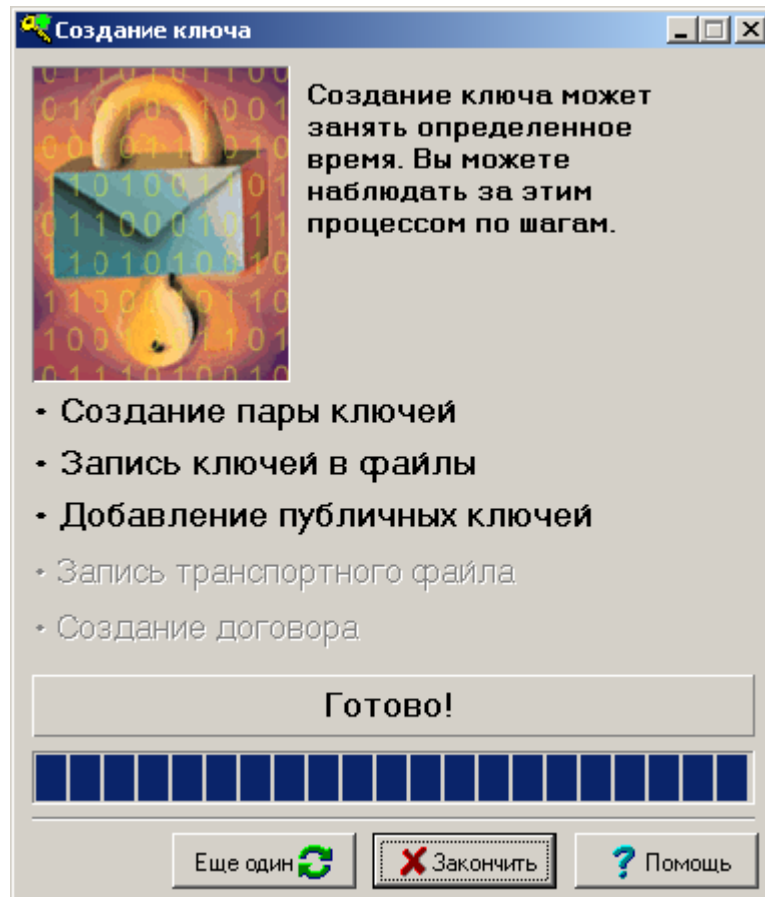 Создание ключа
Создание ключа может
занять определенное
время. Вы можете
наблюдать за этим
процессом по шагам.
• Создание пары ключей
• Запись ключей в файлы
• Добавление публичных ключей
• Запись транспортного файла
• Создание договора
Готово!
Еще один
Закончить
Помощь